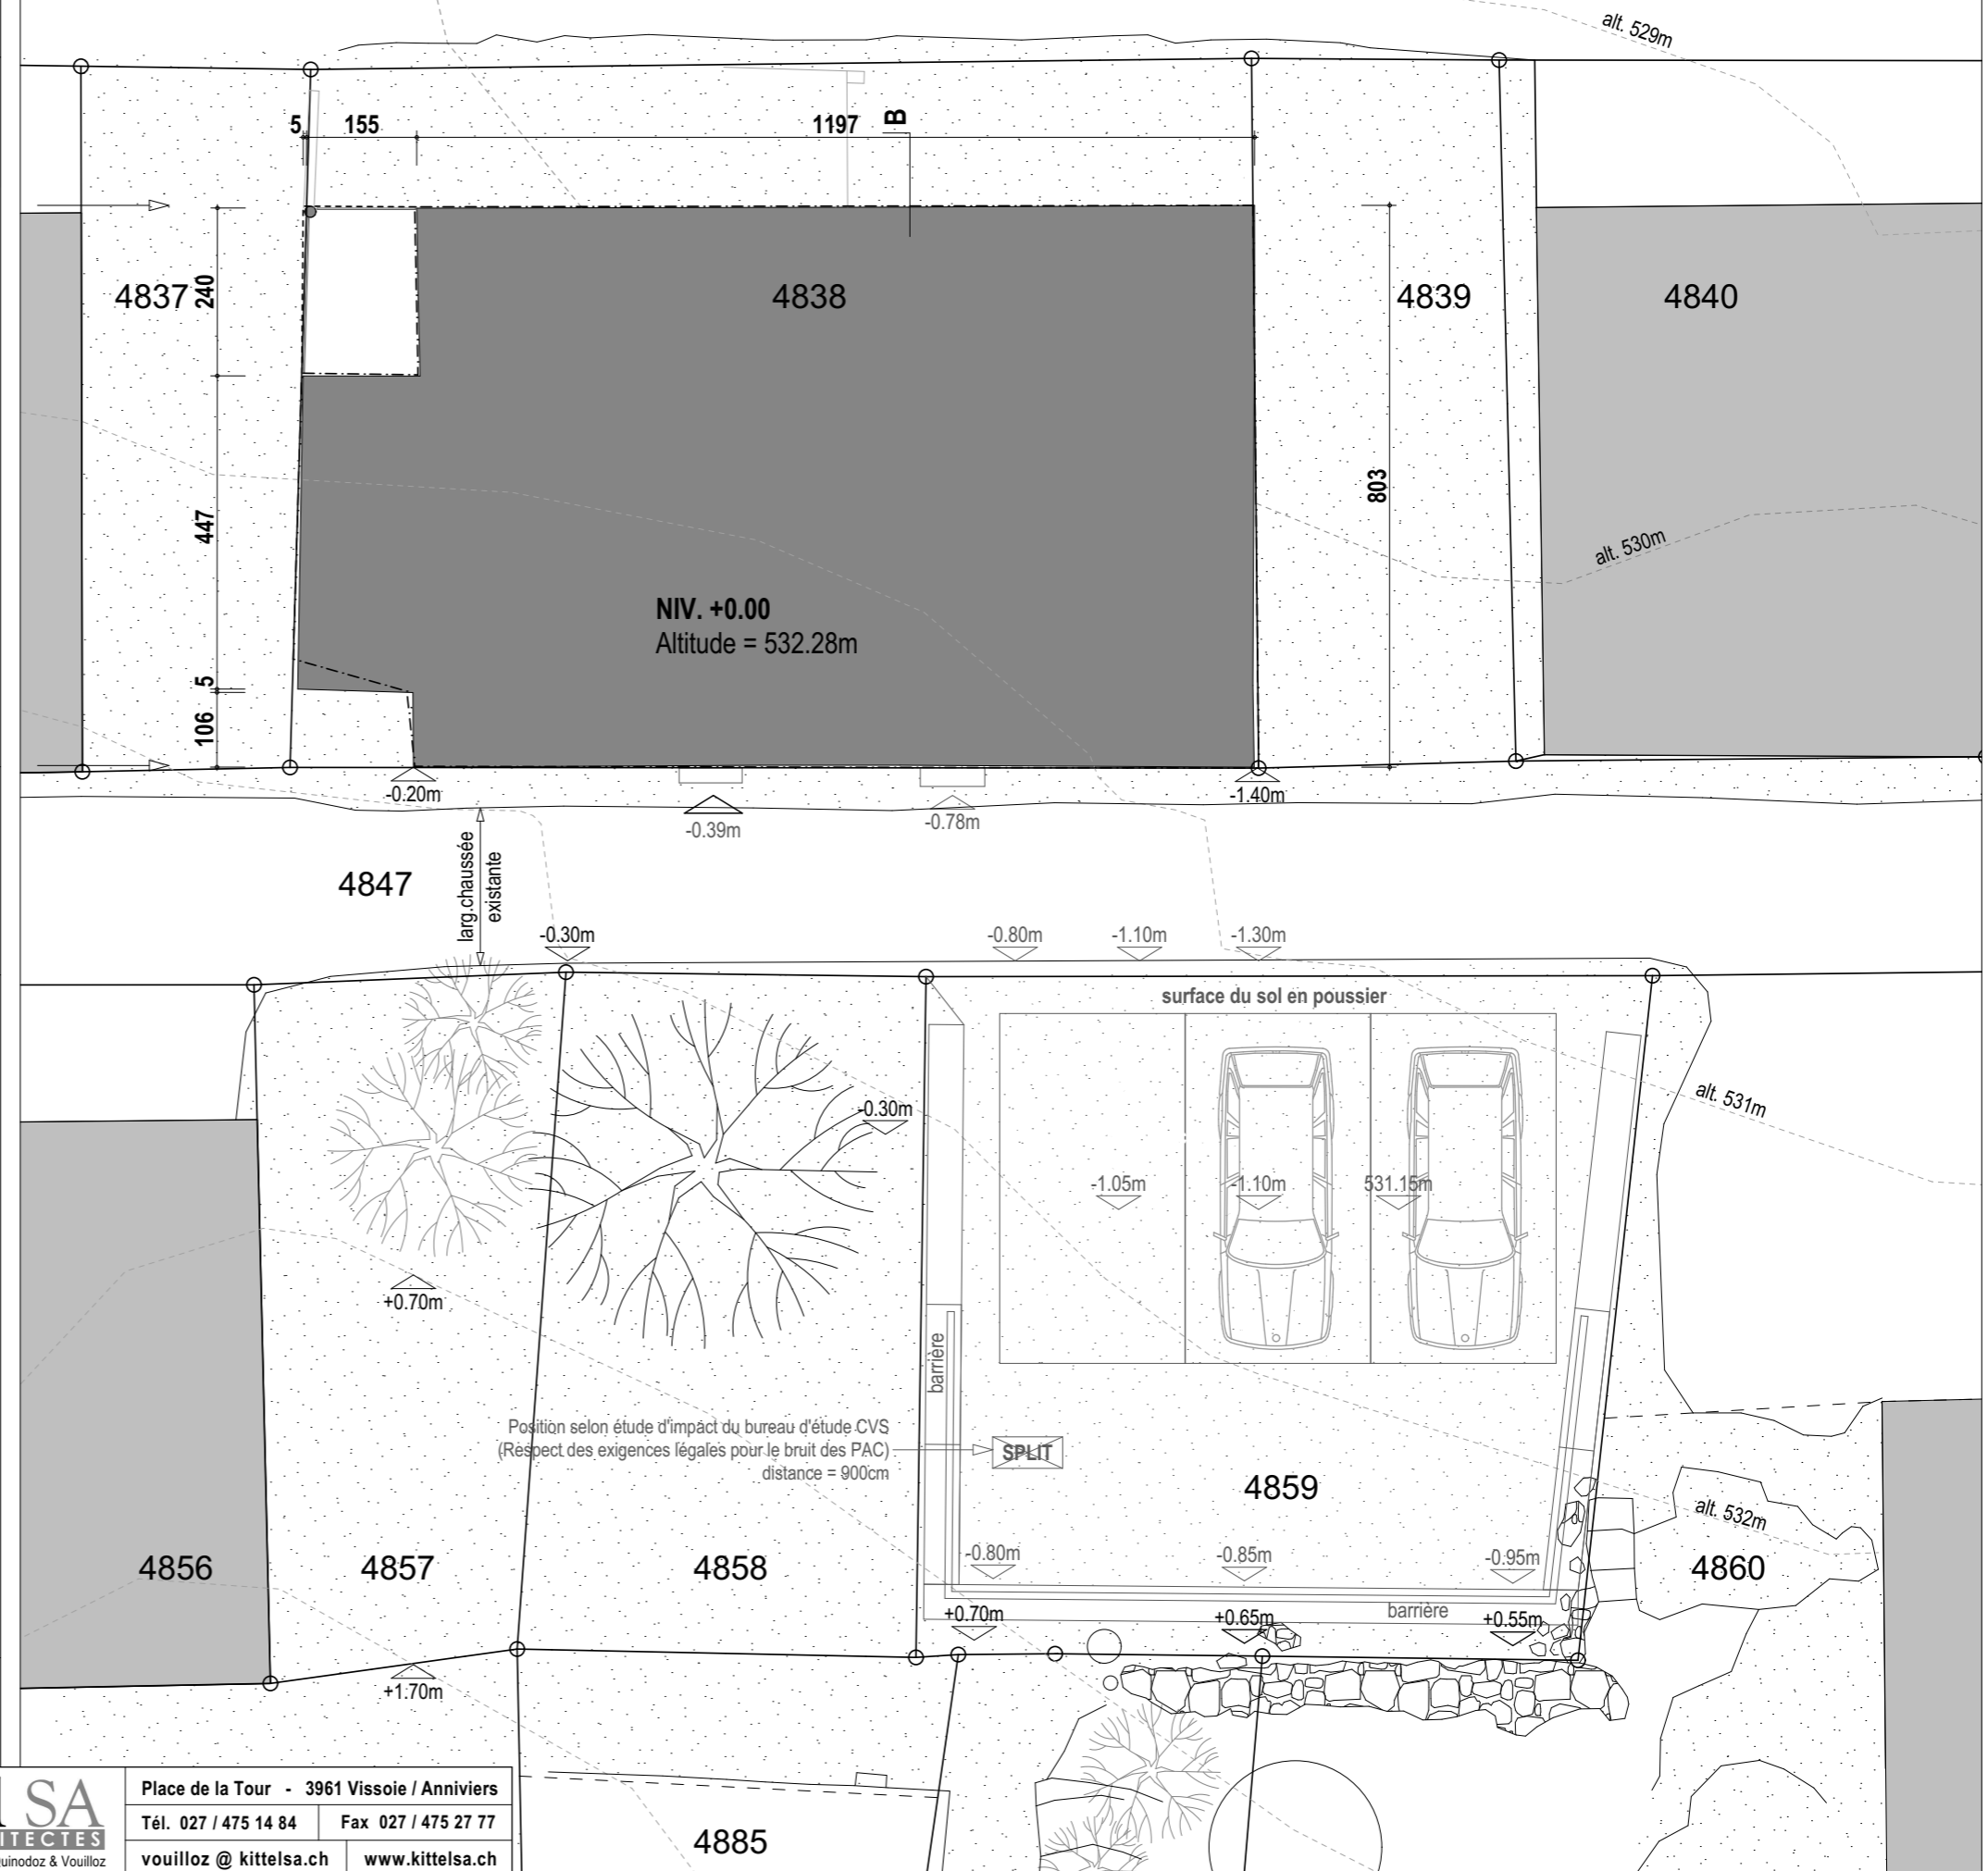 alt. 529m
5 155 1197 B
4837 240 4838 4839 4840
447 803
alt. 530m
NIV. +0.00
Altitude = 532.28m
5
106
-0.20m -1.40m
-0.39m -0.78m
4847
larg.chaussée
existante
-0.30m -0.80m -1.10m -1.30m
surface du sol en poussier
-0.30m
alt. 531m
-1.05m -1.10m 531.15m
+0.70m
barrière
Position selon étude d'impact du bureau d'étude CVS
(Respect des exigences légales pour le bruit des PAC)
distance = 900cm
SPLIT
4859
alt. 532m
4856 4857 4858 4860
-0.80m -0.85m -0.95m
barrière
+0.70m +0.65m +0.55m
+1.70m
SA
Place de la Tour - 3961 Vissoie / Anniviers
Tél. 027 / 475 14 84 Fax 027 / 475 27 77
vouilloz @ kittelsa.ch www.kittelsa.ch
ITECTES
uinodoz & Vouilloz
4885